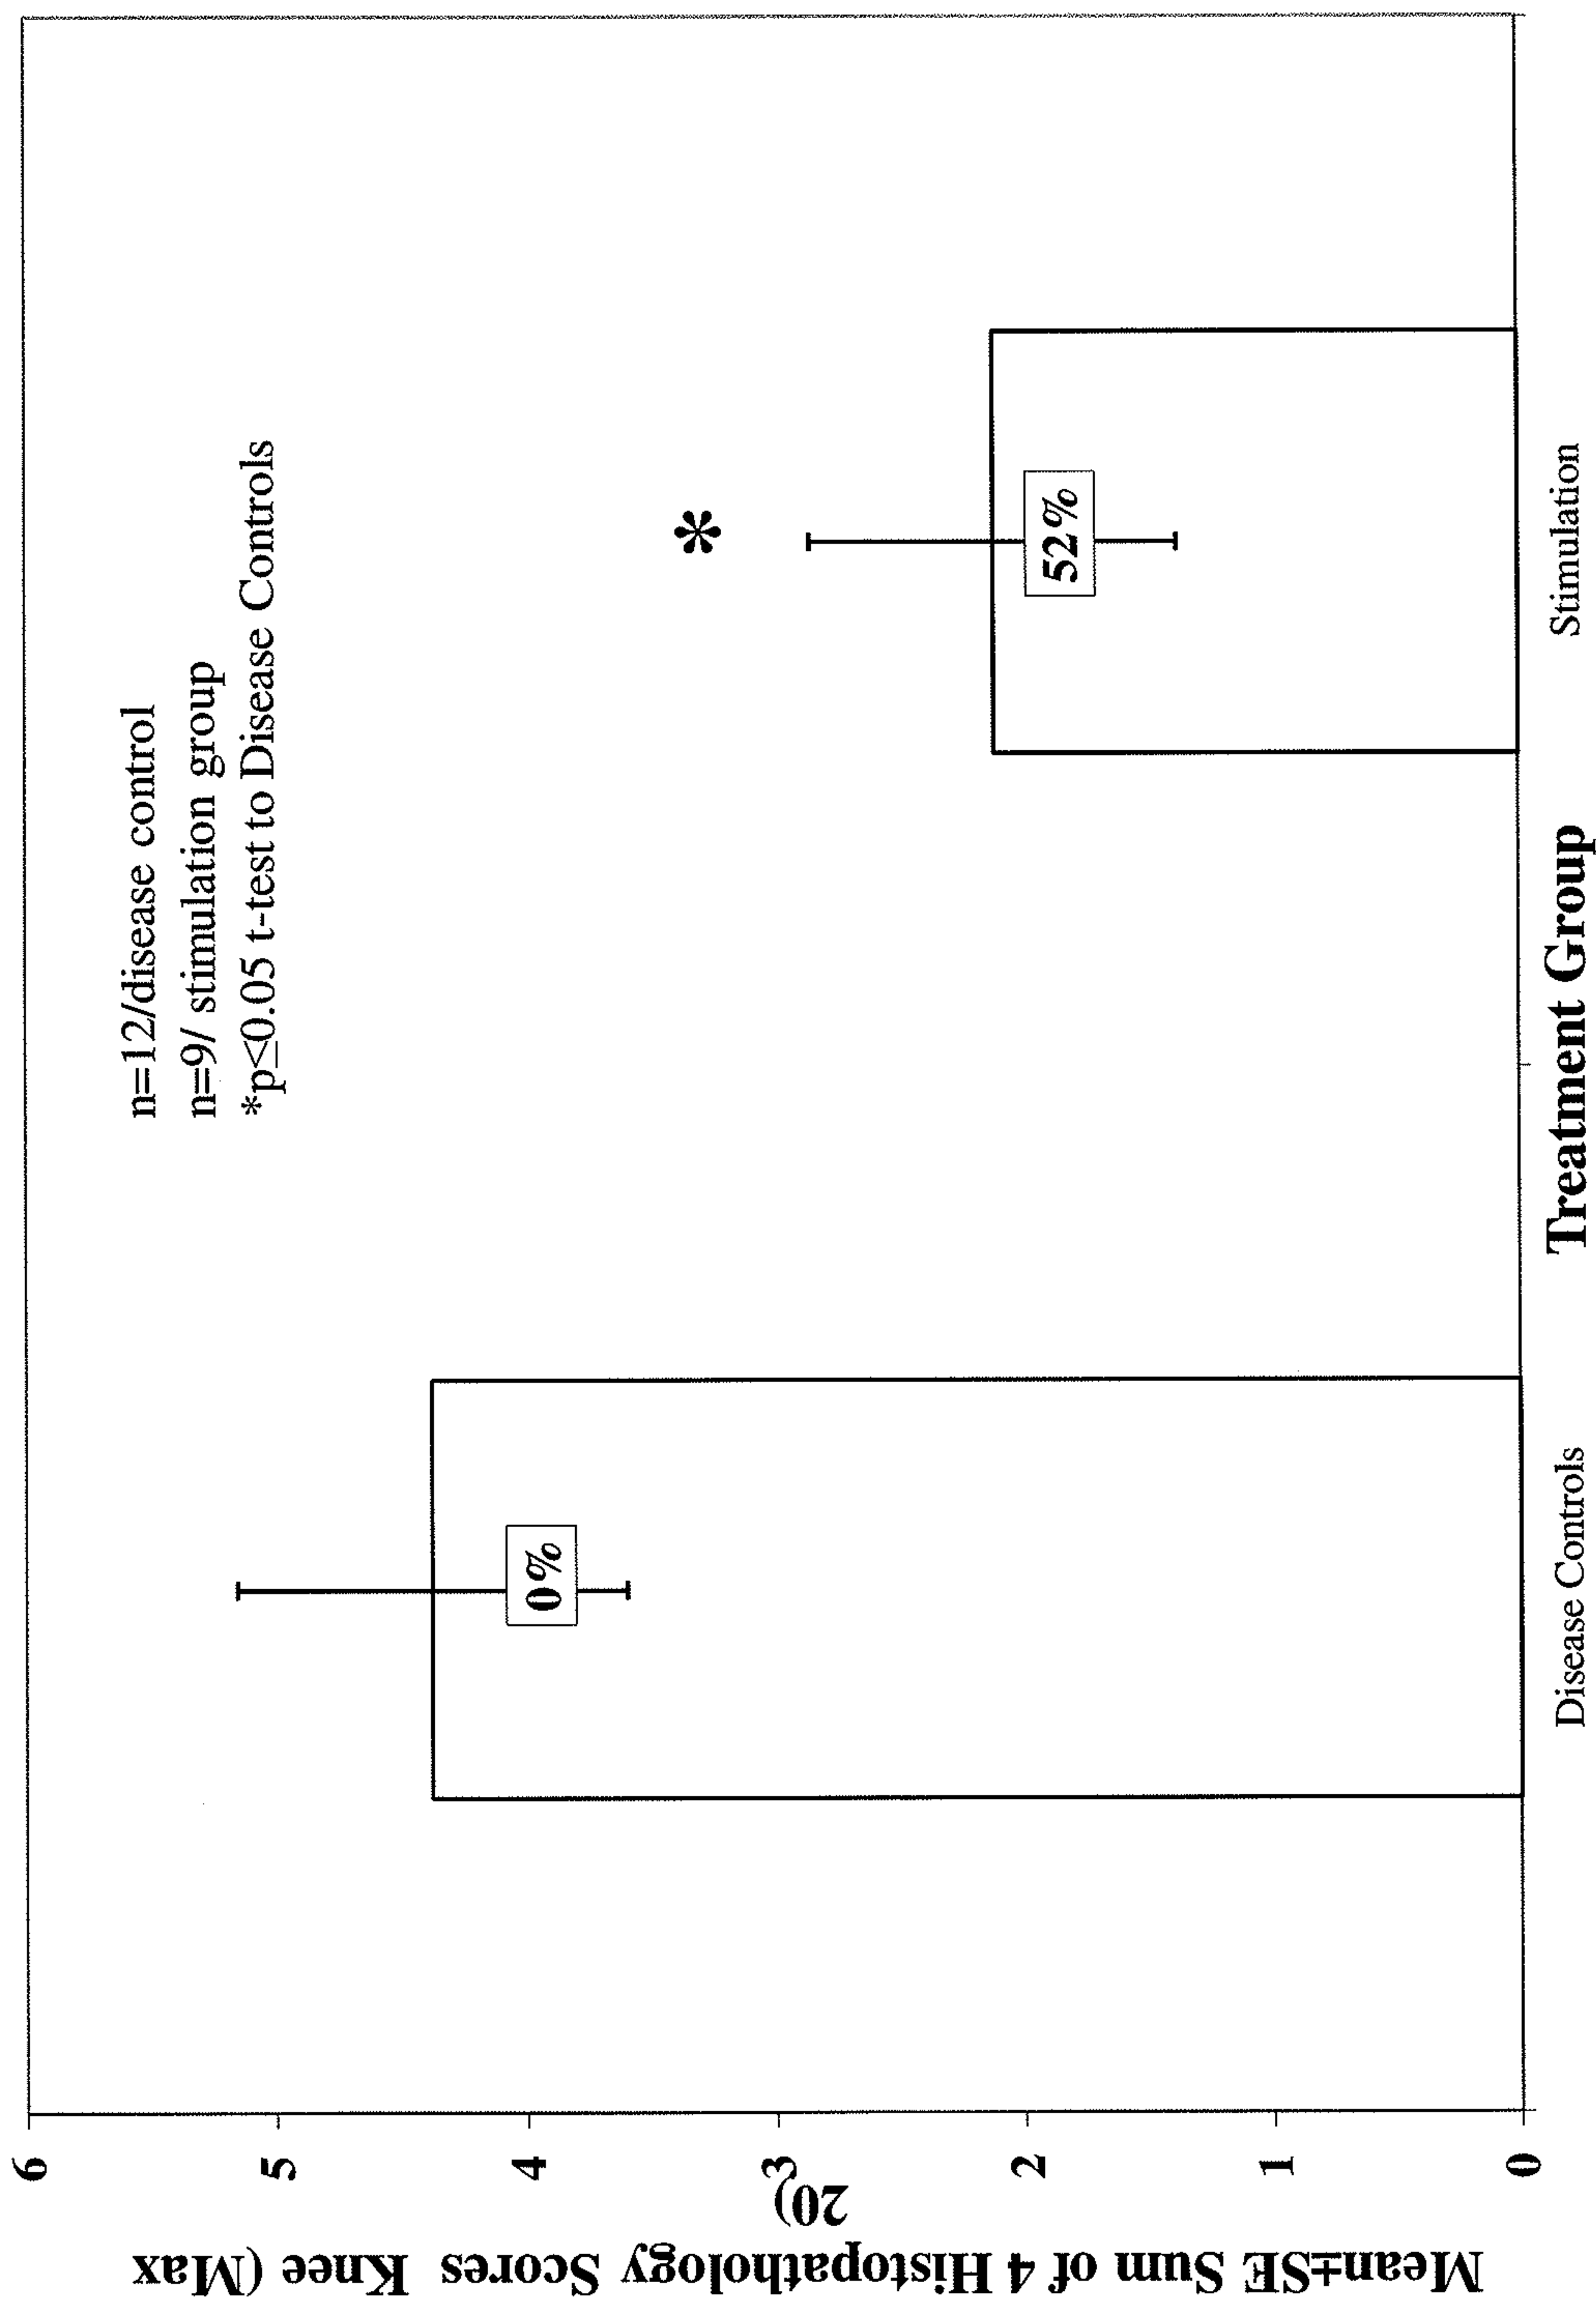 Mean±SE Sum of 4 Histopathology Scores Knee (Max
20)
6
5
4
3
2
1
0
n=12/disease control
n=9/ stimulation group
*p≤0.05 t-test to Disease Controls
*
0%
52%
Disease Controls
Stimulation
Treatment Group